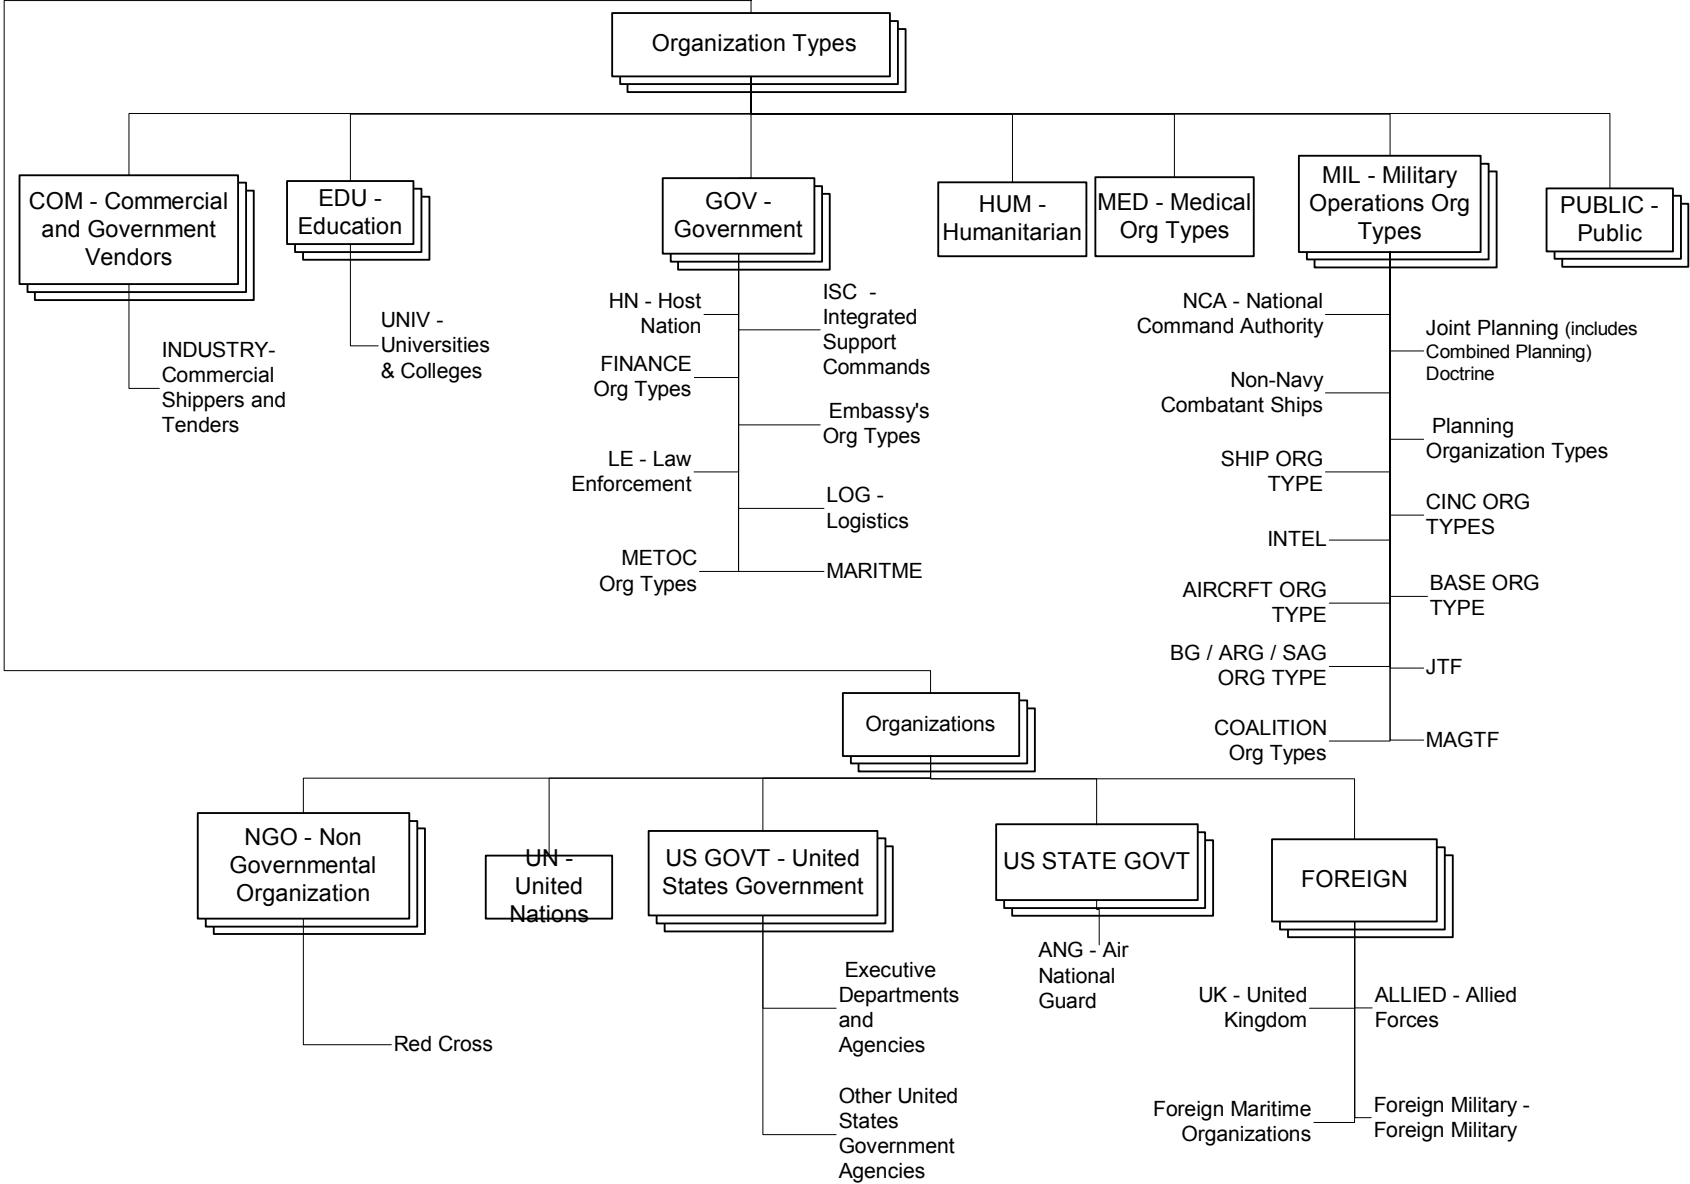 Organization Types
COM - Commercial
and Government
Vendors
EDU -
Education
GOV -
Government
HUM -
Humanitarian
MED - Medical
Org Types
MIL - Military
Operations Org
Types
PUBLIC -
Public
INDUSTRY-
Commercial
Shippers and
Tenders
UNIV -
Universities
& Colleges
HN - Host
Nation
FINANCE
Org Types
LE - Law
Enforcement
METOC
Org Types
ISC -
Integrated
Support
Commands
Embassy's
Org Types
LOG -
Logistics
MARITME
NCA - National
Command Authority
Non-Navy
Combatant Ships
SHIP ORG
TYPE
INTEL
AIRCRFT ORG
TYPE
BG / ARG / SAG
ORG TYPE
COALITION
Org Types
Joint Planning (includes
Combined Planning)
Doctrine
Planning
Organization Types
CINC ORG
TYPES
BASE ORG
TYPE
JTF
MAGTF
Organizations
NGO - Non
Governmental
Organization
UN -
United
Nations
US GOVT - United
States Government
US STATE GOVT
FOREIGN
Red Cross
Executive
Departments
and
Agencies
Other United
States
Government
Agencies
ANG - Air
National
Guard
UK - United
Kingdom
Foreign Maritime
Organizations
ALLIED - Allied
Forces
Foreign Military -
Foreign Military